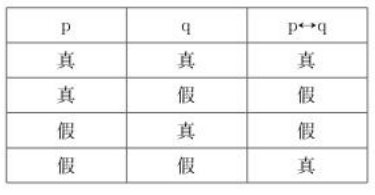 p q p↔q
真 真 真
真 假 假
假 真 假
假 假 真